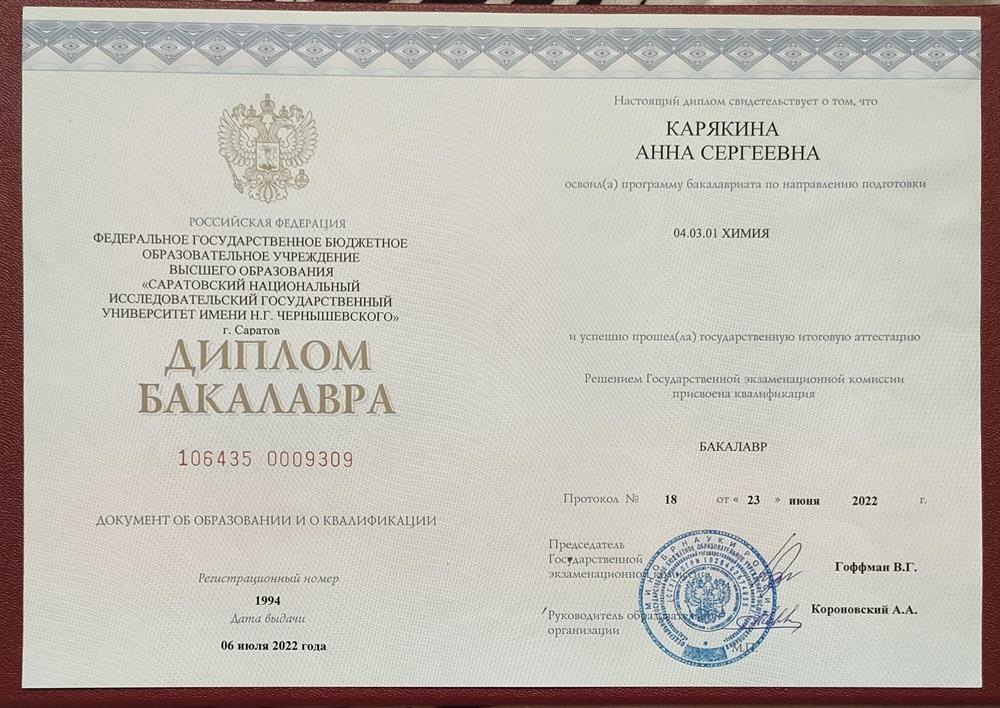 РОССИЙСКАЯ ФЕДЕРАЦИЯ
ФЕДЕРАЛЬНОЕ ГОСУДАРСТВЕННОЕ БЮДЖЕТНОЕ
ОБРАЗОВАТЕЛЬНОЕ УЧРЕЖДЕНИЕ
ВЫСШЕГО ОБРАЗОВАНИЯ
«САРАТОВСКИЙ НАЦИОНАЛЬНЫЙ
ИССЛЕДОВАТЕЛЬСКИЙ ГОСУДАРСТВЕННЫЙ
УНИВЕРСИТЕТ ИМЕНИ Н.Г. ЧЕРНЫШЕВСКОГО»
г. Саратов
ДИПЛОМ
БАКАЛАВРА
106435 0009309
ДОКУМЕНТ ОБ ОБРАЗОВАНИИ И О КВАЛИФИКАЦИИ
Регистрационный номер
1994
Дата выдачи
06 июля 2022 года
Настоящий диплом свидетельствует о том, что
КАРЯКИНА
АННА СЕРГЕЕВНА
освоил(а) программу бакалавриата по направлению подготовки
04.03.01 ХИМИЯ
и успешно прошел(ла) государственную итоговую аттестацию
Решением Государственной экзаменационной комиссии
присвоена квалификация
БАКАЛАВР
Протокол № 18 от « 23 » июня 2022 г.
Председатель
Государственной
экзаменационной комиссии
Гоффман В.Г.
Руководитель образовательной
организации
Короновский А.А.
М.П.
МИНОБРНАУКИ РОССИИ